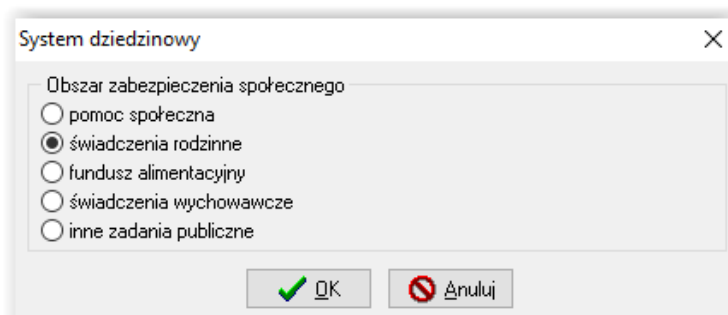 System dziedzinowy
Obszar zabezpieczenia społecznego
pomoc społeczna
świadczenia rodzinne
fundusz alimentacyjny
świadczenia wychowawcze
inne zadania publiczne
OK
Anuluj